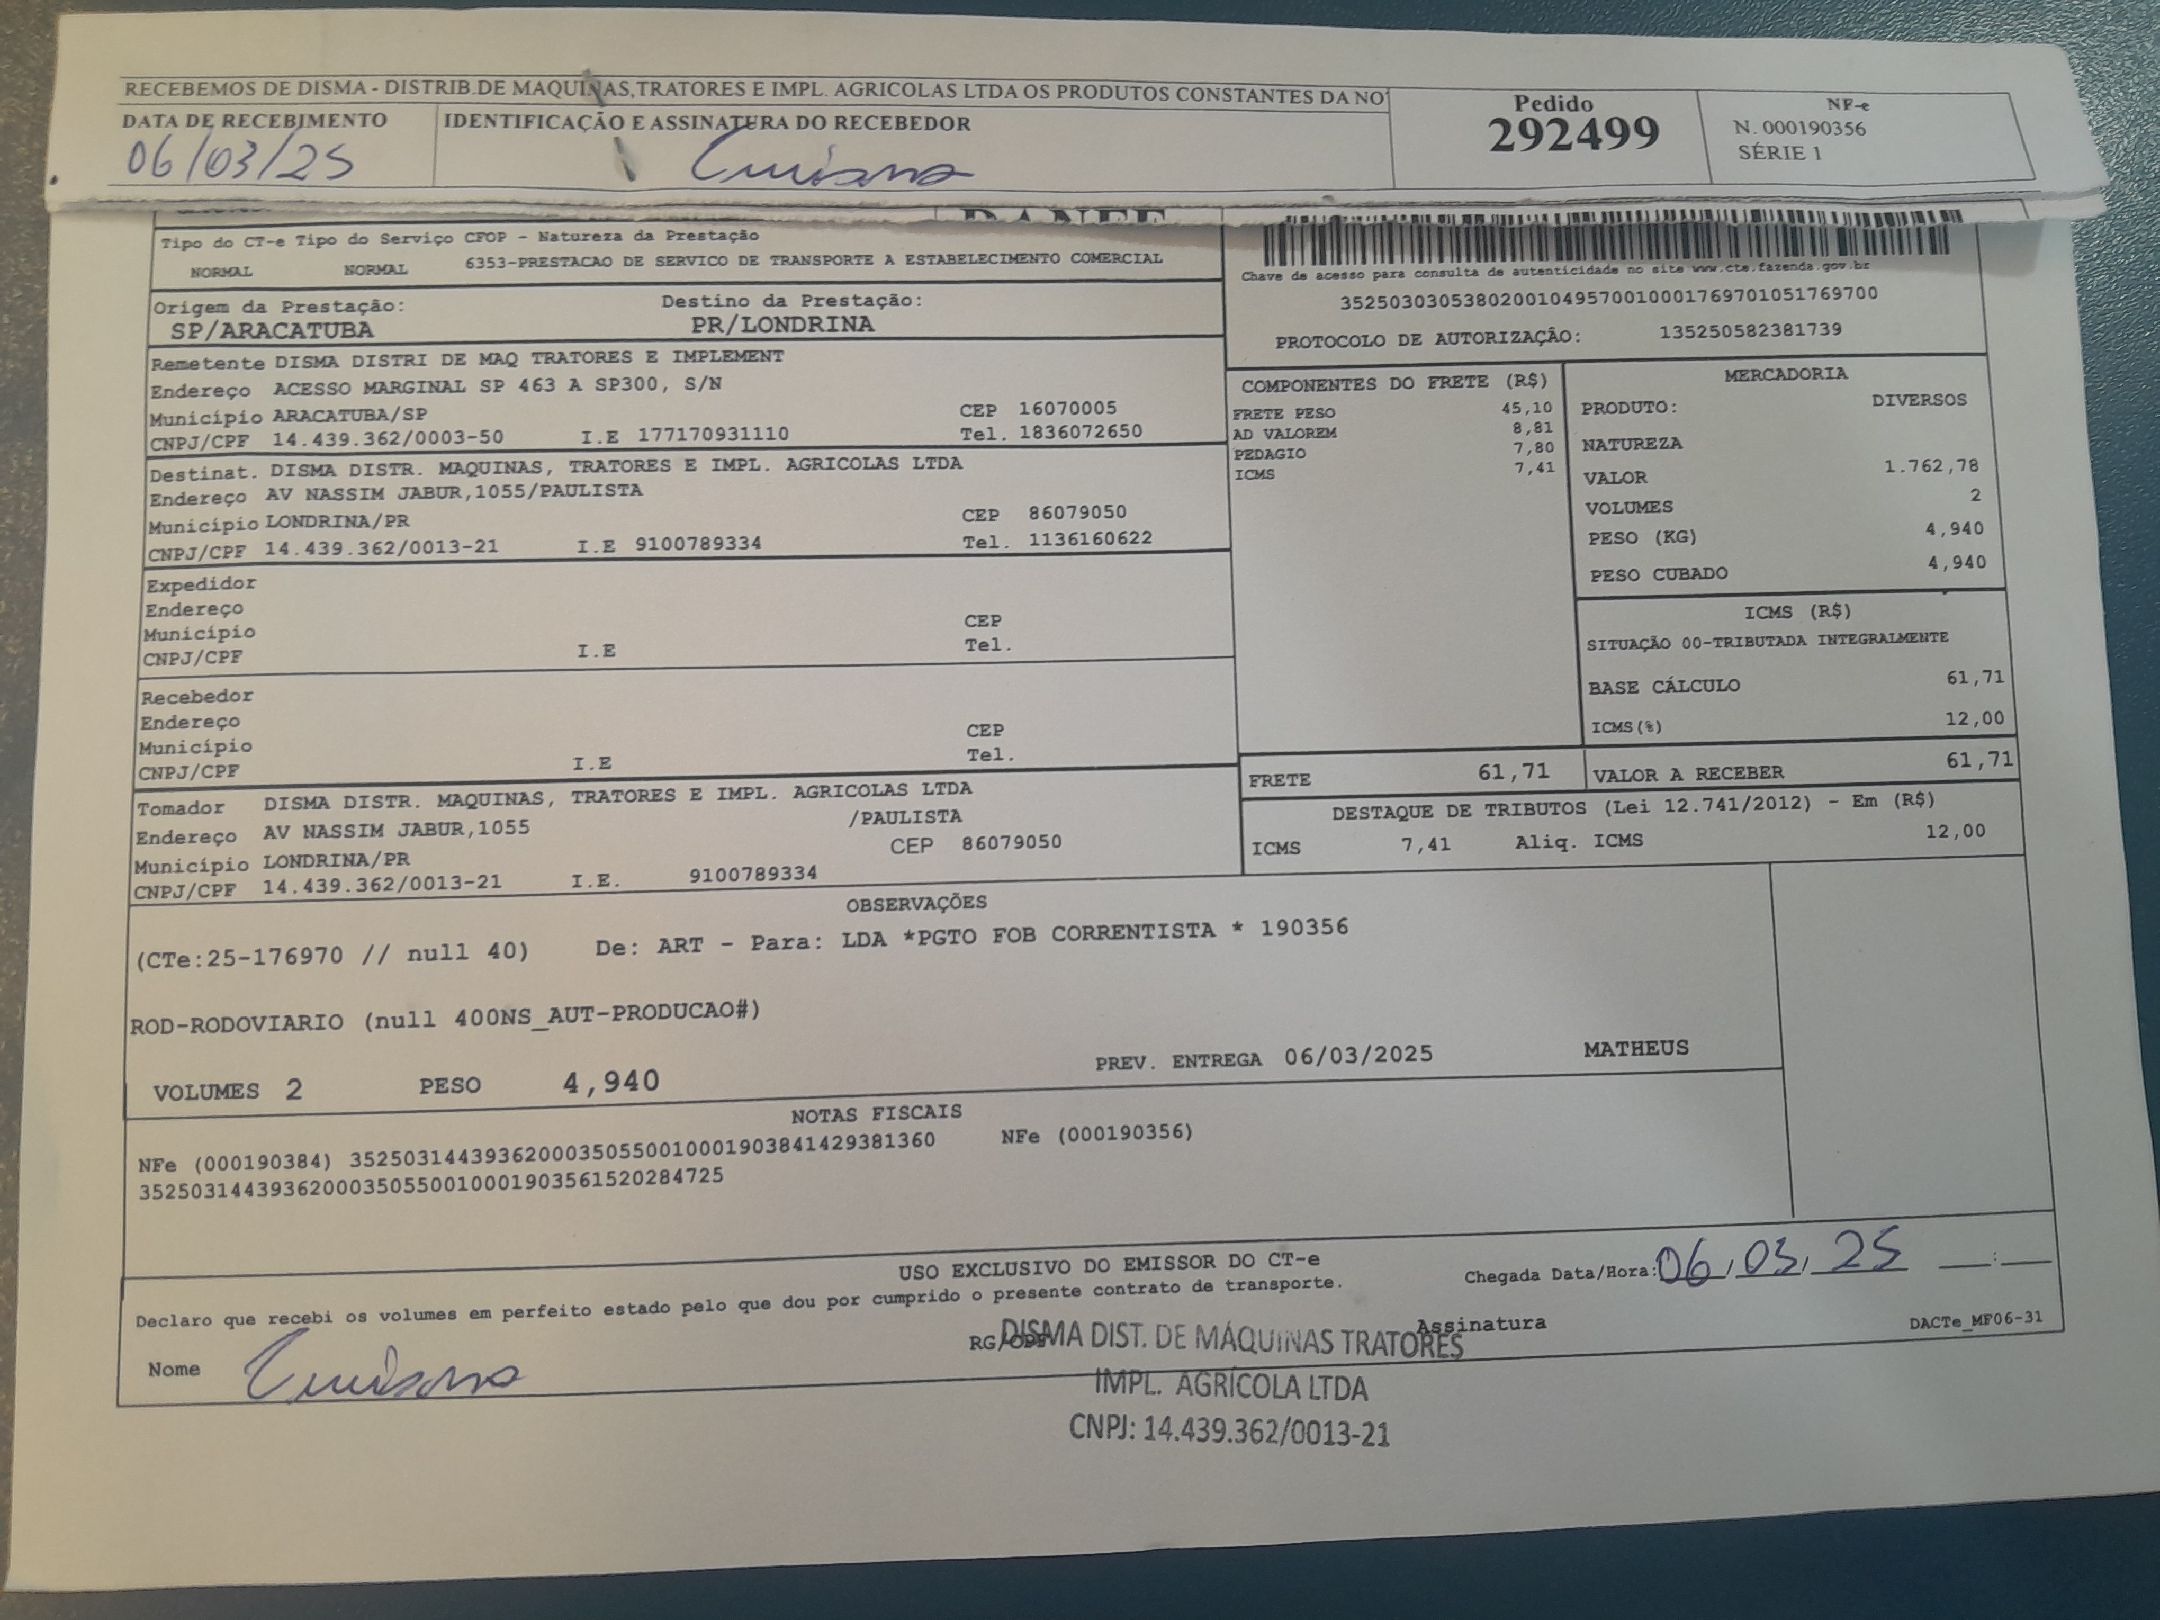 RECEBEMOS DE DISMA - DISTRIB.DE MAQUINAS,TRATORES E IMPL. AGRICOLAS LTDA OS PRODUTOS CONSTANTES DA NO
DATA DE RECEBIMENTO
06/03/25
IDENTIFICAÇÃO E ASSINATURA DO RECEBEDOR
Pedido
292499
NF-e
N. 000190356
SÉRIE 1
DANFE
Tipo do CT-e Tipo do Serviço CFOP - Natureza da Prestação
NORMAL NORMAL 6353-PRESTACAO DE SERVICO DE TRANSPORTE A ESTABELECIMENTO COMERCIAL
Chave de acesso para consulta de autenticidade no site www.cte.fazenda.gov.br
35250303053802001049570010001769701051769700
PROTOCOLO DE AUTORIZAÇÃO: 135250582381739
Origem da Prestação: Destino da Prestação:
SP/ARACATUBA PR/LONDRINA
Remetente DISMA DISTRI DE MAQ TRATORES E IMPLEMENT
Endereço ACESSO MARGINAL SP 463 A SP300, S/N
Município ARACATUBA/SP CEP 16070005
CNPJ/CPF 14.439.362/0003-50 I.E 177170931110 Tel. 1836072650
Destinat. DISMA DISTR. MAQUINAS, TRATORES E IMPL. AGRICOLAS LTDA
Endereço AV NASSIM JABUR,1055/PAULISTA
Município LONDRINA/PR CEP 86079050
CNPJ/CPF 14.439.362/0013-21 I.E 9100789334 Tel. 1136160622
Expedidor
Endereço
Município CEP
CNPJ/CPF I.E Tel.
Recebedor
Endereço
Município CEP
CNPJ/CPF I.E Tel.
Tomador DISMA DISTR. MAQUINAS, TRATORES E IMPL. AGRICOLAS LTDA
Endereço AV NASSIM JABUR,1055 /PAULISTA
Município LONDRINA/PR CEP 86079050
CNPJ/CPF 14.439.362/0013-21 I.E. 9100789334
COMPONENTES DO FRETE (R$)
FRETE PESO 45,10
AD VALOREM 8,81
PEDAGIO 7,80
ICMS 7,41
MERCADORIA
PRODUTO: DIVERSOS
NATUREZA
VALOR 1.762,78
VOLUMES 2
PESO (KG) 4,940
PESO CUBADO 4,940
ICMS (R$)
SITUAÇÃO 00-TRIBUTADA INTEGRALMENTE
BASE CÁLCULO 61,71
ICMS(%) 12,00
FRETE 61,71 VALOR A RECEBER 61,71
DESTAQUE DE TRIBUTOS (Lei 12.741/2012) - Em (R$)
ICMS 7,41 Aliq. ICMS 12,00
OBSERVAÇÕES
(CTe:25-176970 // null 40) De: ART - Para: LDA *PGTO FOB CORRENTISTA * 190356
ROD-RODOVIARIO (null 400NS_AUT-PRODUCAO#)
VOLUMES 2 PESO 4,940 PREV. ENTREGA 06/03/2025 MATHEUS
NOTAS FISCAIS
NFe (000190384) 35250314439362000350550010001903841429381360 NFe (000190356)
35250314439362000350550010001903561520284725
USO EXCLUSIVO DO EMISSOR DO CT-e
Declaro que recebi os volumes em perfeito estado pelo que dou por cumprido o presente contrato de transporte.
Chegada Data/Hora: 06/03/25 __:__
Nome RG/ Assinatura DACTe_MF06-31
DISMA DIST. DE MÁQUINAS TRATORES
IMPL. AGRÍCOLA LTDA
CNPJ: 14.439.362/0013-21